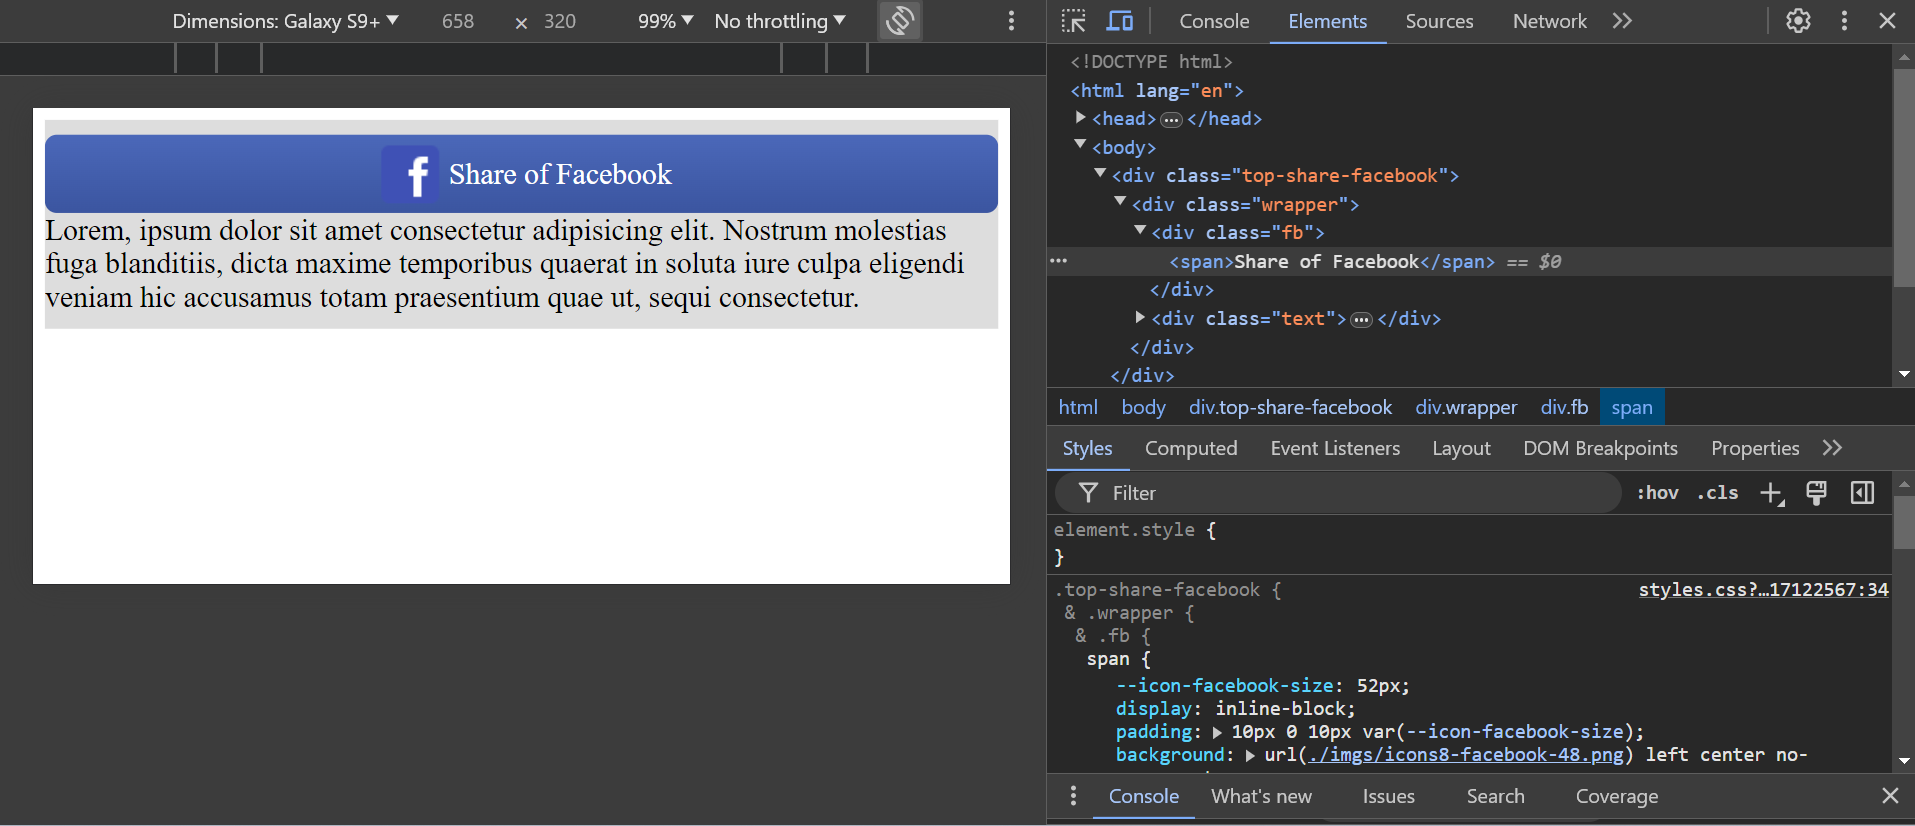 Dimensions: Galaxy S9+ ▼ 658 × 320 99% ▼ No throttling ▼
f Share of Facebook
Lorem, ipsum dolor sit amet consectetur adipisicing elit. Nostrum molestias
fuga blanditiis, dicta maxime temporibus quaerat in soluta iure culpa eligendi
veniam hic accusamus totam praesentium quae ut, sequi consectetur.
Console Elements Sources Network
<!DOCTYPE html>
<html lang="en">
<head>…</head>
<body>
<div class="top-share-facebook">
<div class="wrapper">
<div class="fb">
<span>Share of Facebook</span> == $0
</div>
<div class="text">…</div>
</div>
</div>
html body div.top-share-facebook div.wrapper div.fb span
Styles Computed Event Listeners Layout DOM Breakpoints Properties
Filter :hov .cls
element.style {
}
.top-share-facebook { styles.css?…17122567:34
& .wrapper {
& .fb {
span {
--icon-facebook-size: 52px;
display: inline-block;
padding: 10px 0 10px var(--icon-facebook-size);
background: url(./imgs/icons8-facebook-48.png) left center no-
Console What's new Issues Search Coverage